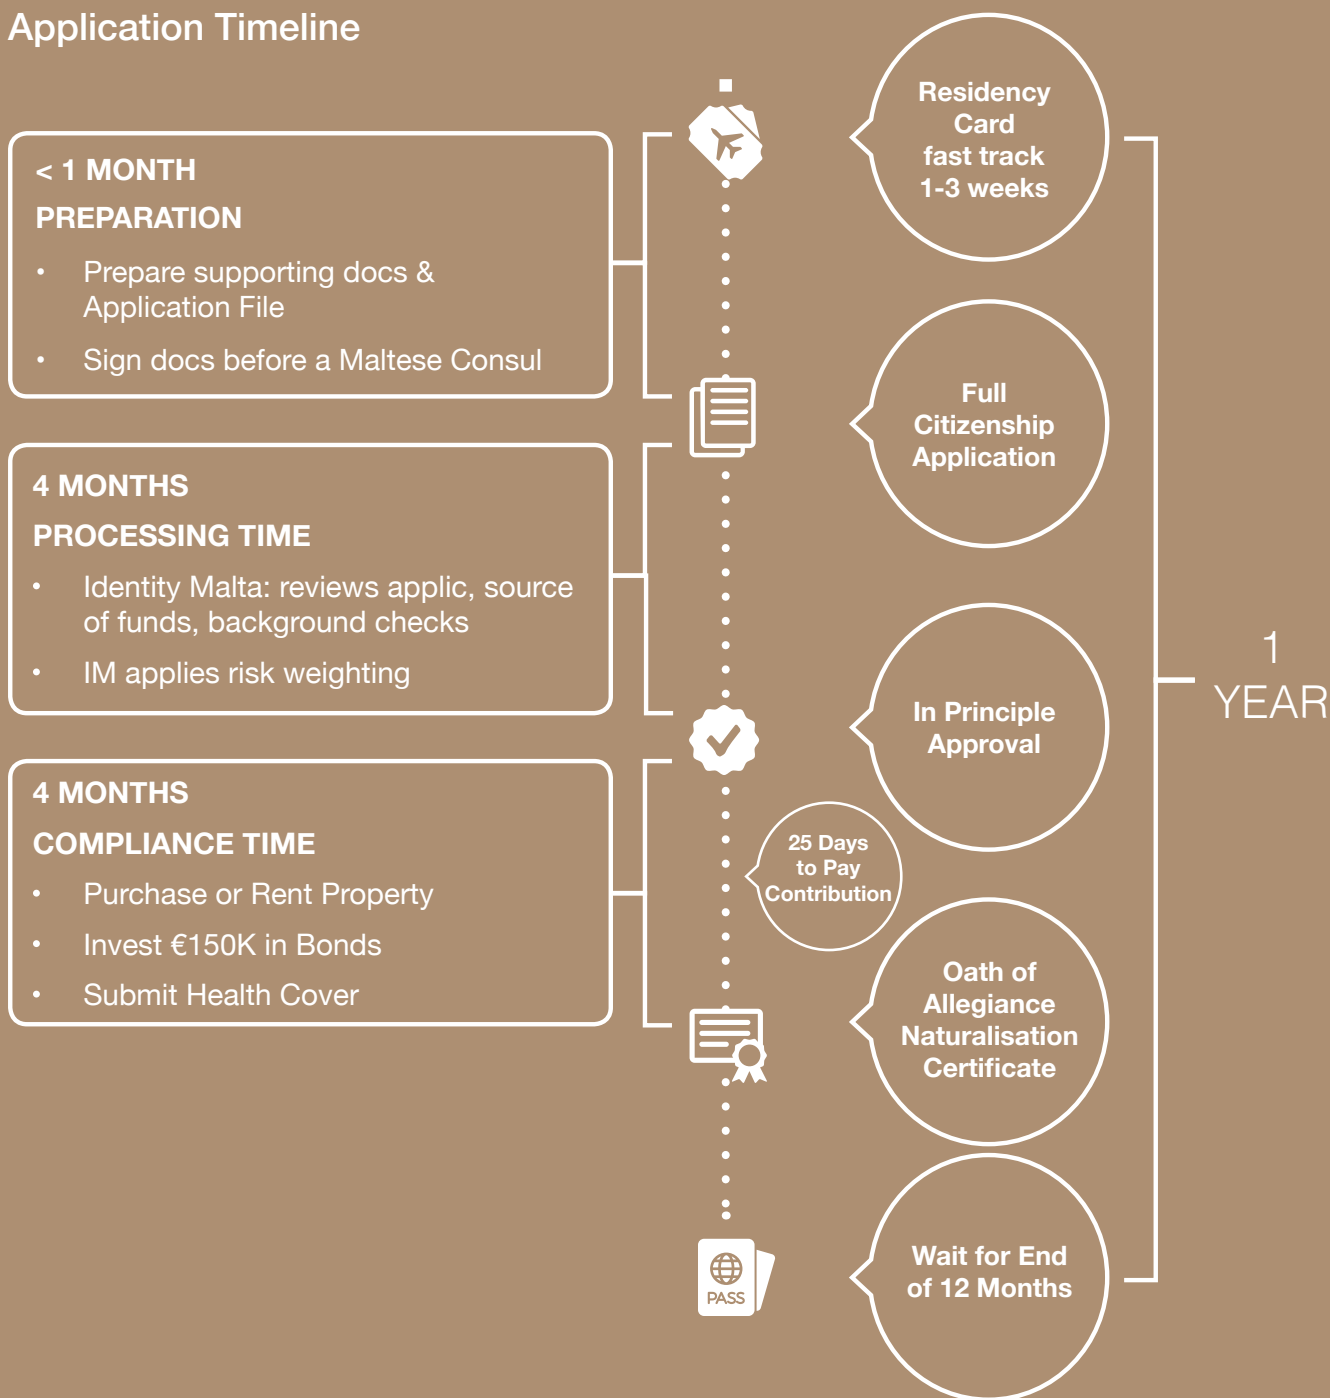 Application Timeline
< 1 MONTH
PREPARATION
• Prepare supporting docs &
Application File
• Sign docs before a Maltese Consul
4 MONTHS
PROCESSING TIME
• Identity Malta: reviews applic, source
of funds, background checks
• IM applies risk weighting
4 MONTHS
COMPLIANCE TIME
• Purchase or Rent Property
• Invest €150K in Bonds
• Submit Health Cover
Residency
Card
fast track
1-3 weeks
Full
Citizenship
Application
In Principle
Approval
25 Days
to Pay
Contribution
Oath of
Allegiance
Naturalisation
Certificate
PASS
Wait for End
of 12 Months
1
YEAR